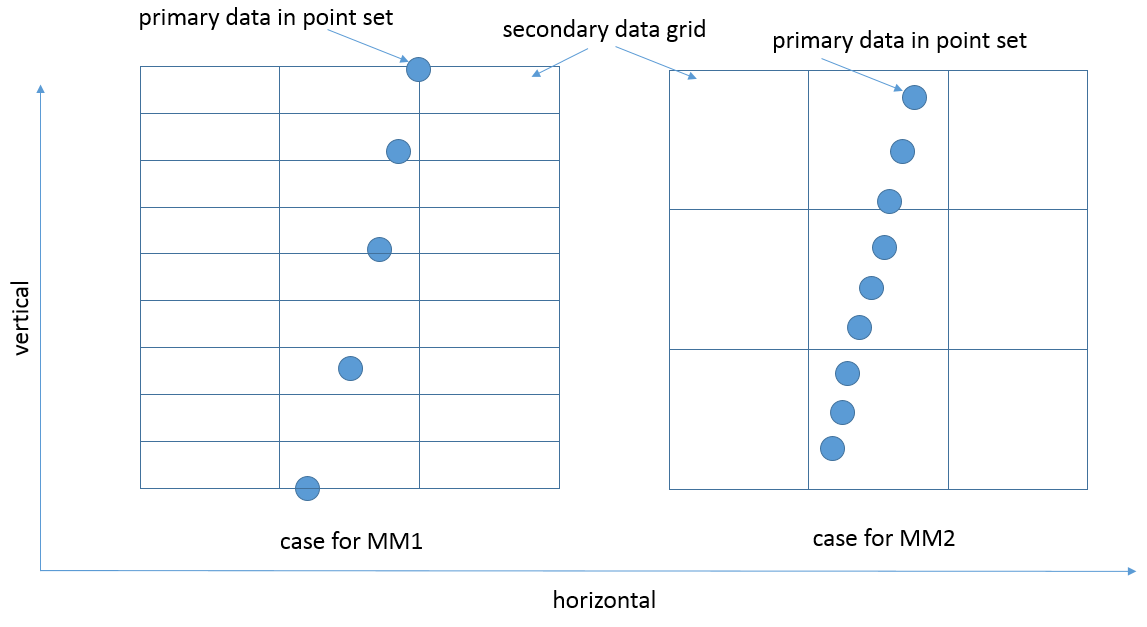 primary data in point set
secondary data grid
primary data in point set
vertical
case for MM1
case for MM2
horizontal